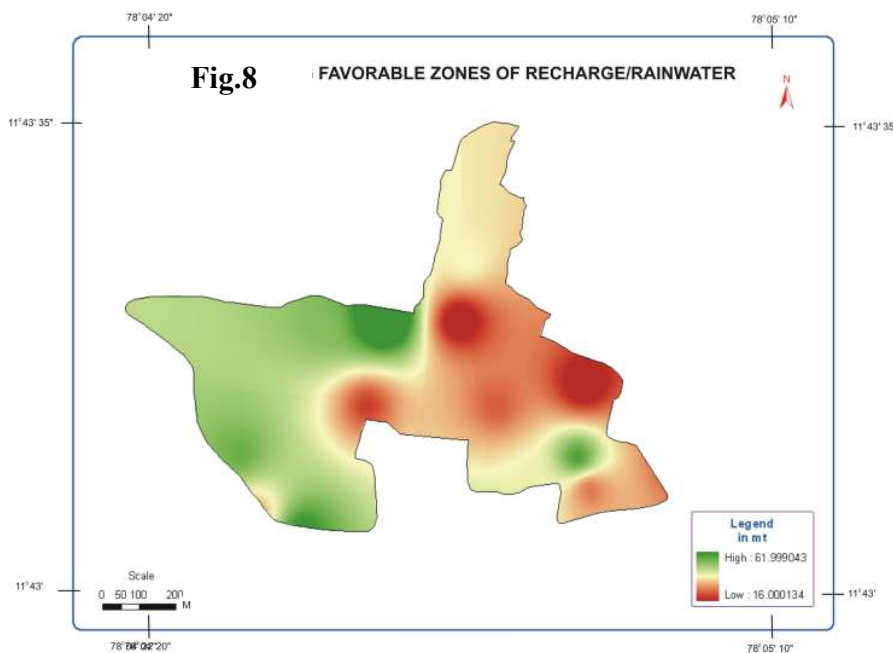 78°04' 20"
78°05' 10"
Fig.8
FAVORABLE ZONES OF RECHARGE/RAINWATER
N
11°43' 35"
11°43' 35"
Legend
in mt
High : 61.999043
Low : 16.000134
Scale
0 50 100 200
M
11°43'
11°43'
20"
78°05' 10"